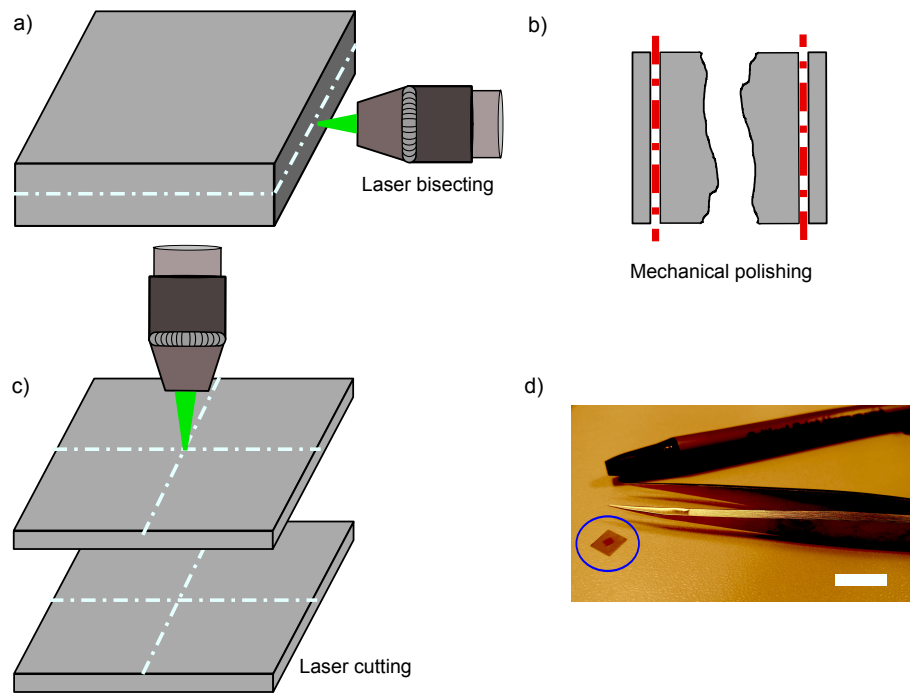 a)
Laser bisecting
b)
Mechanical polishing
c)
Laser cutting
d)